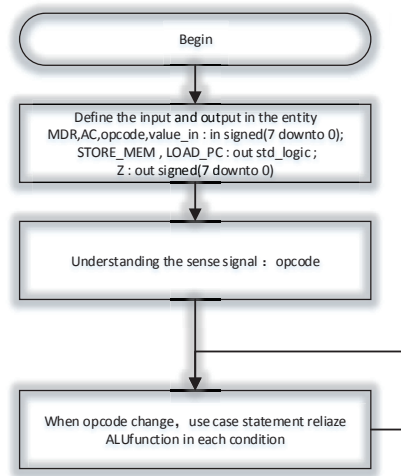 Begin
Define the input and output in the entity
MDR,AC,opcode,value_in : in signed(7 downto 0);
STORE_MEM , LOAD_PC : out std_logic ;
Z : out signed(7 downto 0)
Understanding the sense signal ： opcode
When opcode change，use case statement reliaze
ALUfunction in each condition